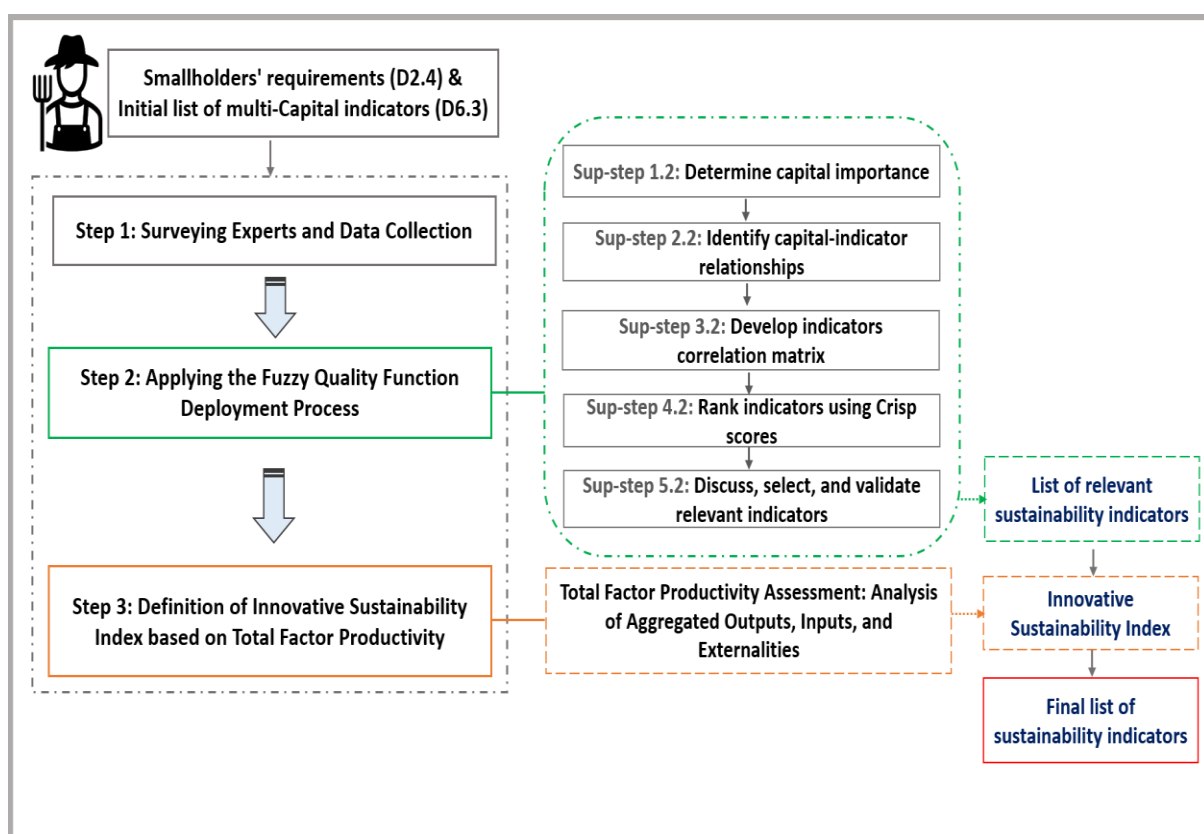 Smallholders' requirements (D2.4) &
Initial list of multi-Capital indicators (D6.3)
Step 1: Surveying Experts and Data Collection
Step 2: Applying the Fuzzy Quality Function
Deployment Process
Step 3: Definition of Innovative Sustainability
Index based on Total Factor Productivity
Sup-step 1.2: Determine capital importance
Sup-step 2.2: Identify capital-indicator
relationships
Sup-step 3.2: Develop indicators
correlation matrix
Sup-step 4.2: Rank indicators using Crisp
scores
Sup-step 5.2: Discuss, select, and validate
relevant indicators
Total Factor Productivity Assessment: Analysis
of Aggregated Outputs, Inputs, and
Externalities
List of relevant
sustainability indicators
Innovative
Sustainability Index
Final list of
sustainability indicators